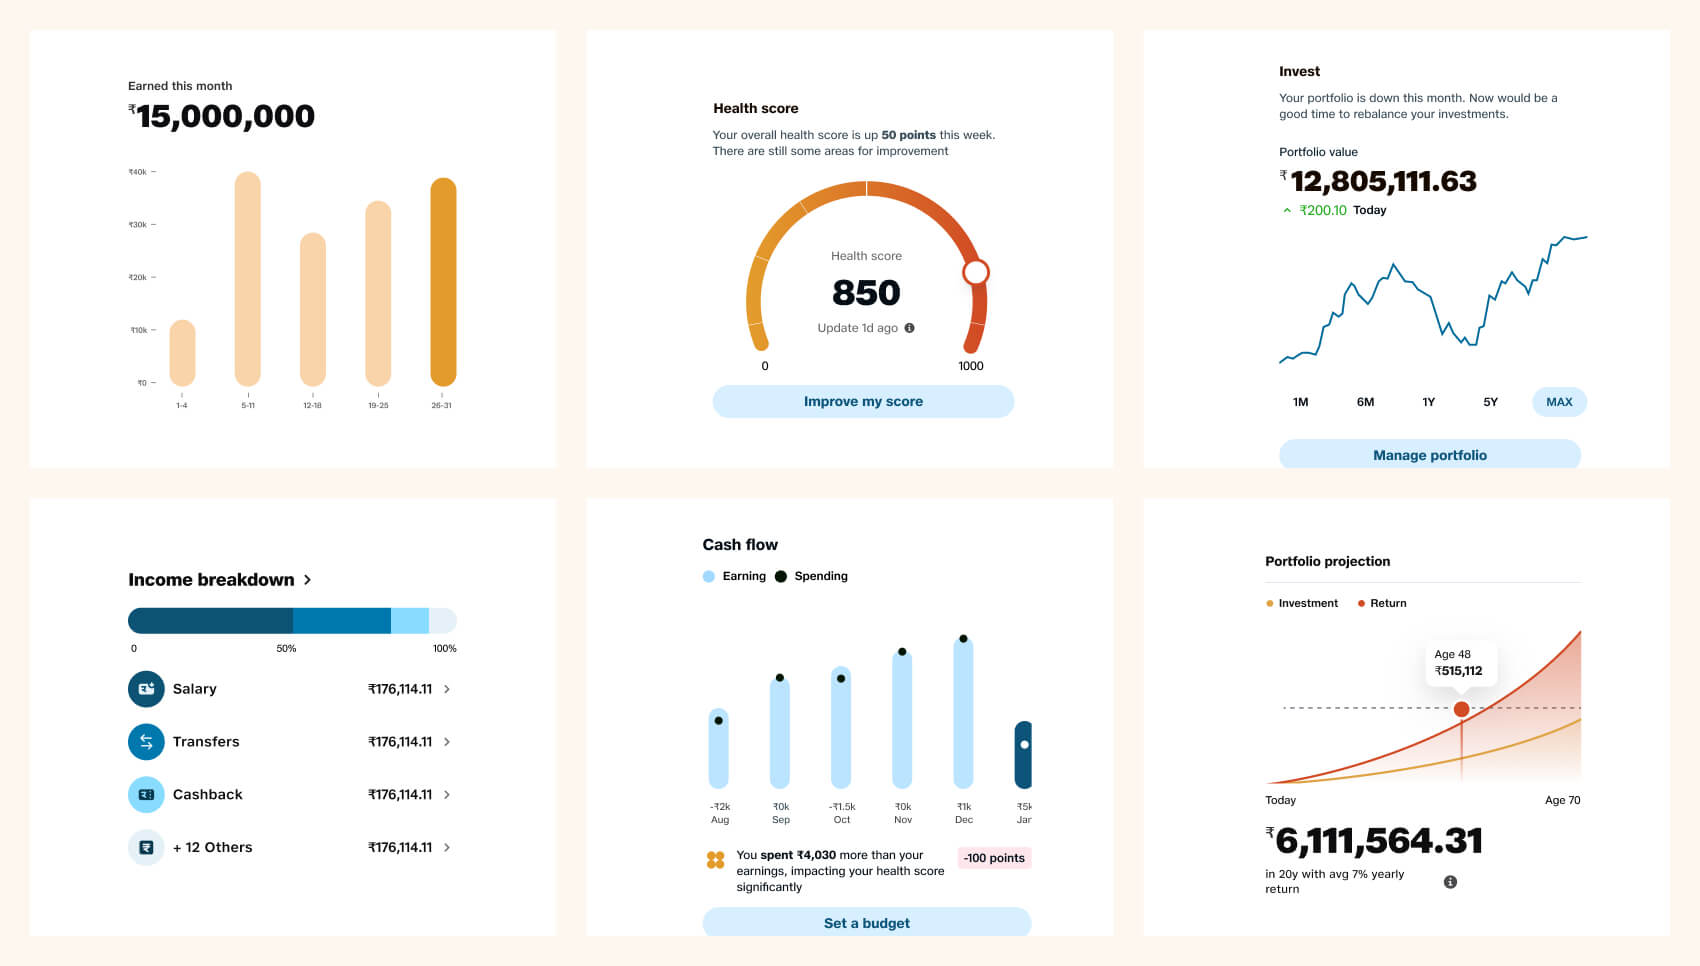 Earned this month
₹15,000,000
₹40k
₹30k
₹20k
₹10k
₹0
1-4
5-11
12-18
19-25
26-31
Health score
Your overall health score is up 50 points this week.
There are still some areas for improvement
Health score
850
Update 1d ago
0
1000
Improve my score
Invest
Your portfolio is down this month. Now would be a
good time to rebalance your investments.
Portfolio value
₹12,805,111.63
₹200.10 Today
1M
6M
1Y
5Y
MAX
Manage portfolio
Income breakdown
0
50%
100%
Salary
₹176,114.11
Transfers
₹176,114.11
Cashback
₹176,114.11
+ 12 Others
₹176,114.11
Cash flow
Earning
Spending
-₹2k
Aug
₹0k
Sep
-₹1.5k
Oct
₹0k
Nov
₹1k
Dec
₹5k
Jan
You spent ₹4,030 more than your
earnings, impacting your health score
significantly
-100 points
Set a budget
Portfolio projection
Investment
Return
Age 48
₹515,112
Today
Age 70
₹6,111,564.31
in 20y with avg 7% yearly
return